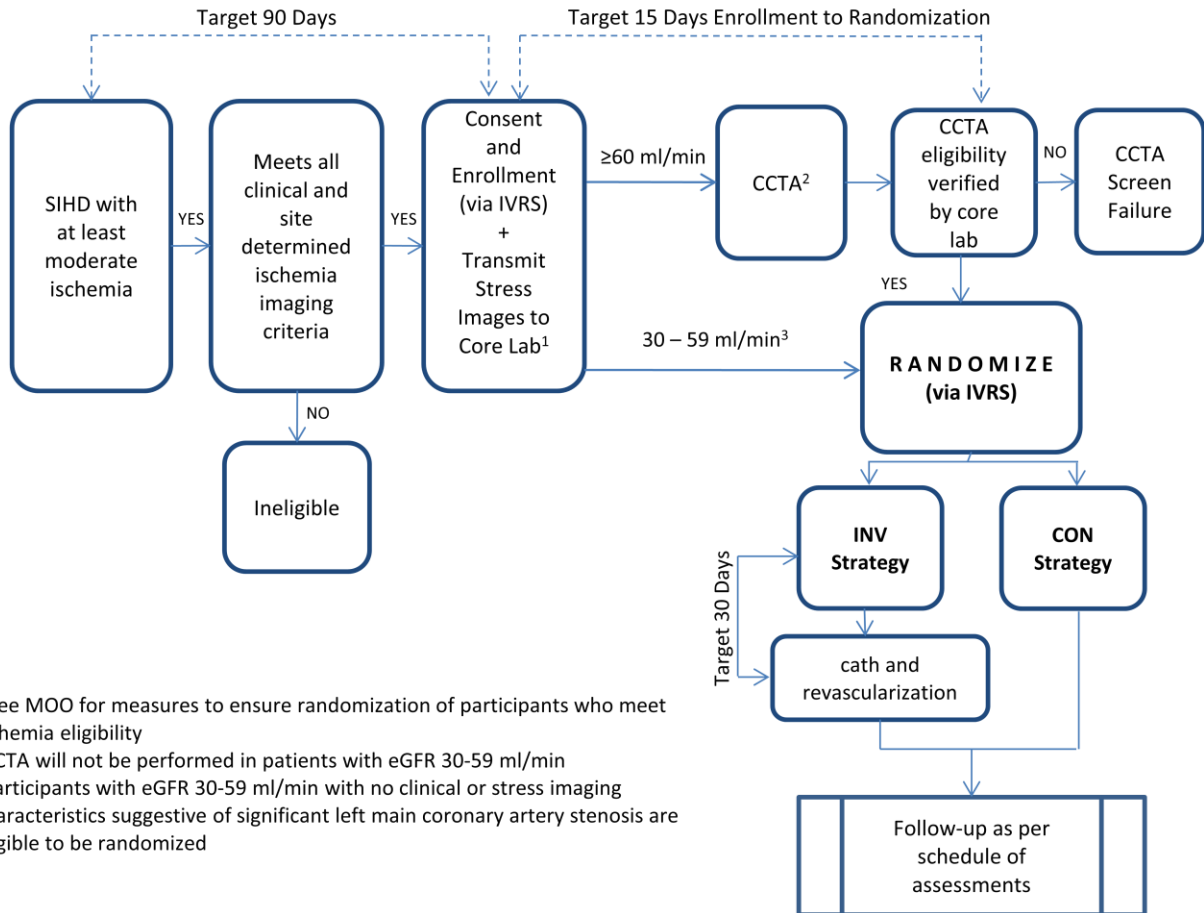 Target 90 Days
Target 15 Days Enrollment to Randomization
SIHD with
at least
moderate
ischemia
YES
Meets all
clinical and
site
determined
ischemia
imaging
criteria
YES
NO
Ineligible
Consent
and
Enrollment
(via IVRS)
+
Transmit
Stress
Images to
Core Lab¹
≥60 ml/min
CCTA²
CCTA
eligibility
verified
by core
lab
NO
CCTA
Screen
Failure
YES
30 – 59 ml/min³
R A N D O M I Z E
(via IVRS)
INV
Strategy
CON
Strategy
Target 30 Days
cath and
revascularization
Follow-up as per
schedule of
assessments
ee MOO for measures to ensure randomization of participants who meet
hemia eligibility
CTA will not be performed in patients with eGFR 30-59 ml/min
articipants with eGFR 30-59 ml/min with no clinical or stress imaging
aracteristics suggestive of significant left main coronary artery stenosis are
gible to be randomized